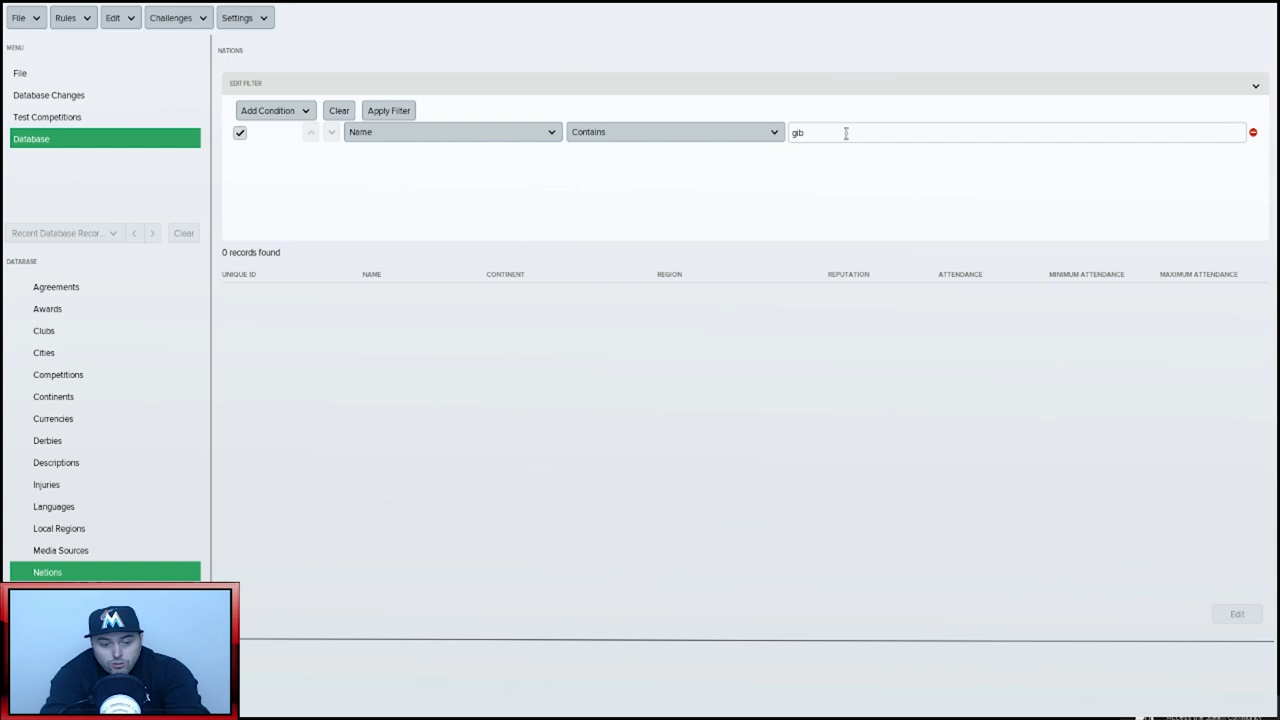 File Rules Edit Challenges Settings
MENU
File
Database Changes
Test Competitions
Database
Recent Database Recor... Clear
DATABASE
Agreements
Awards
Clubs
Cities
Competitions
Continents
Currencies
Derbies
Descriptions
Injuries
Languages
Local Regions
Media Sources
Nations
NATIONS
EDIT FILTER
Add Condition Clear Apply Filter
Name Contains gib
0 records found
UNIQUE ID NAME CONTINENT REGION REPUTATION ATTENDANCE MINIMUM ATTENDANCE MAXIMUM ATTENDANCE
Edit